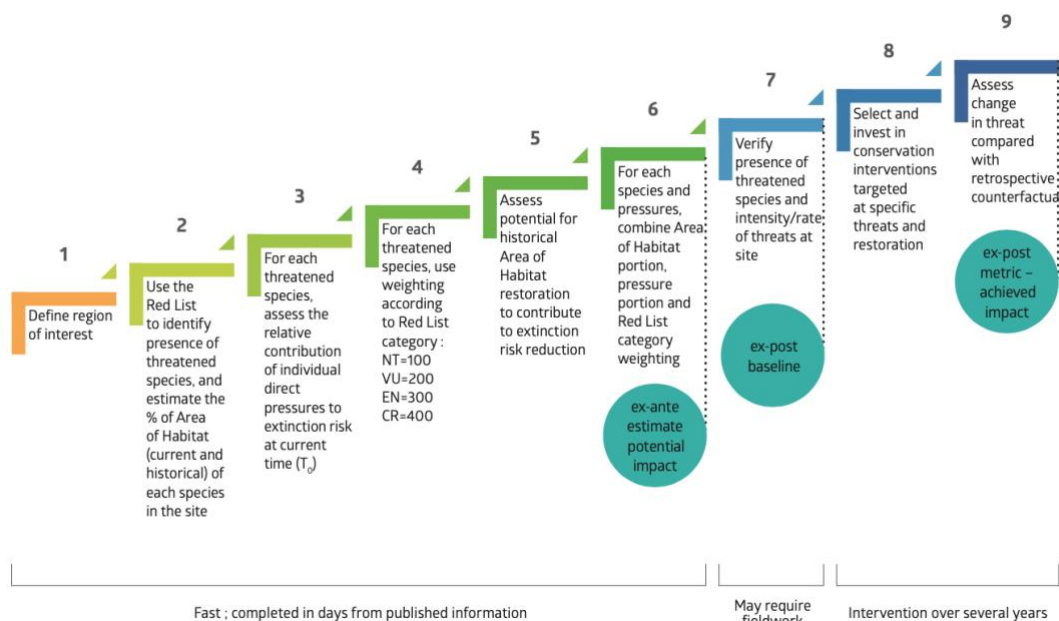 1
Define region
of interest
2
Use the
Red List
to identify
presence of
threatened
species, and
estimate the
% of Area
of Habitat
(current and
historical) of
each species
in the site
3
For each
threatened
species,
assess the
relative
contribution
of individual
direct
pressures to
extinction risk
at current
time (T₀)
4
For each
threatened
species, use
weighting
according
to Red List
category :
NT=100
VU=200
EN=300
CR=400
5
Assess
potential for
historical
Area of
Habitat
restoration
to contribute
to extinction
risk reduction
6
For each
species and
pressures,
combine Area
of Habitat
portion,
pressure
portion and
Red List
category
weighting
ex-ante
estimate
potential
impact
7
Verify
presence of
threatened
species and
intensity/rate
of threats at
site
ex-post
baseline
8
Select and
invest in
conservation
interventions
targeted
at specific
threats and
restoration
9
Assess
change
in threat
compared
with
retrospective
counterfactual
ex-post
metric –
achieved
impact
Fast ; completed in days from published information
May require
fieldwork
Intervention over several years